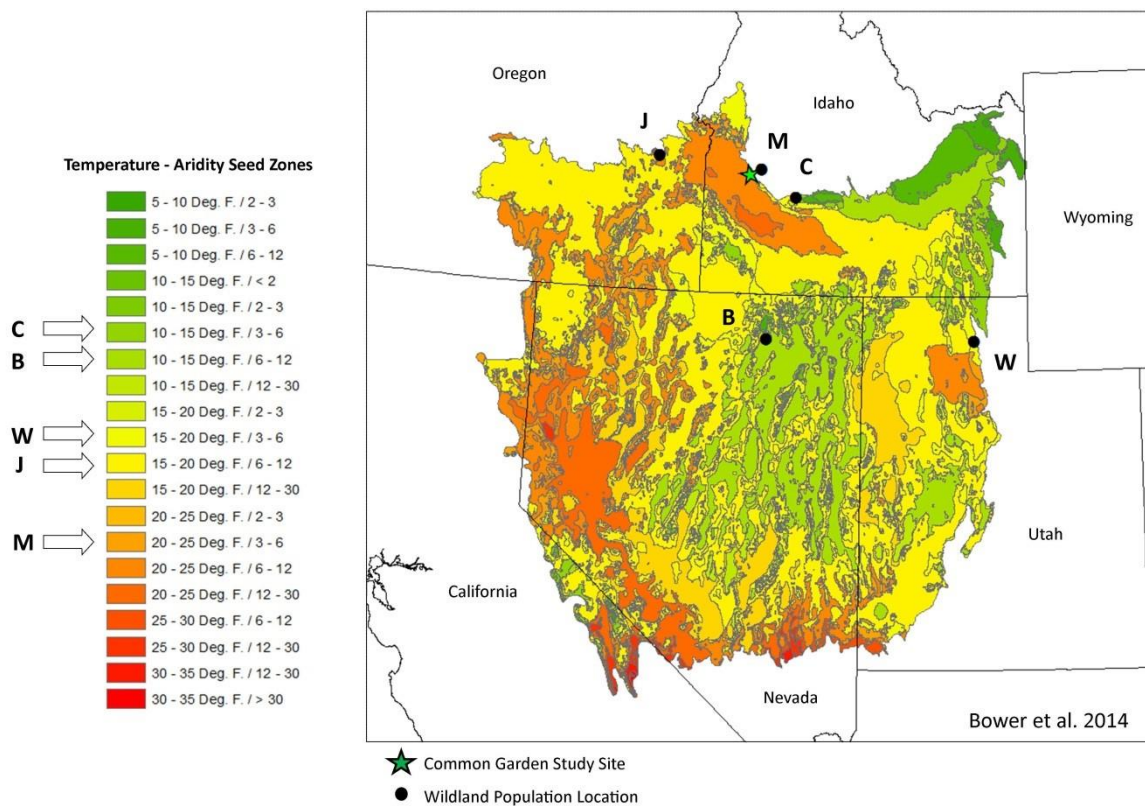 Temperature - Aridity Seed Zones
5 - 10 Deg. F. / 2 - 3
5 - 10 Deg. F. / 3 - 6
5 - 10 Deg. F. / 6 - 12
10 - 15 Deg. F. / < 2
10 - 15 Deg. F. / 2 - 3
C
10 - 15 Deg. F. / 3 - 6
B
10 - 15 Deg. F. / 6 - 12
10 - 15 Deg. F. / 12 - 30
15 - 20 Deg. F. / 2 - 3
W
15 - 20 Deg. F. / 3 - 6
J
15 - 20 Deg. F. / 6 - 12
15 - 20 Deg. F. / 12 - 30
20 - 25 Deg. F. / 2 - 3
M
20 - 25 Deg. F. / 3 - 6
20 - 25 Deg. F. / 6 - 12
20 - 25 Deg. F. / 12 - 30
25 - 30 Deg. F. / 6 - 12
25 - 30 Deg. F. / 12 - 30
30 - 35 Deg. F. / 12 - 30
30 - 35 Deg. F. / > 30
Oregon
Idaho
J
M
C
Wyoming
B
W
Utah
California
Nevada
Bower et al. 2014
Common Garden Study Site
Wildland Population Location